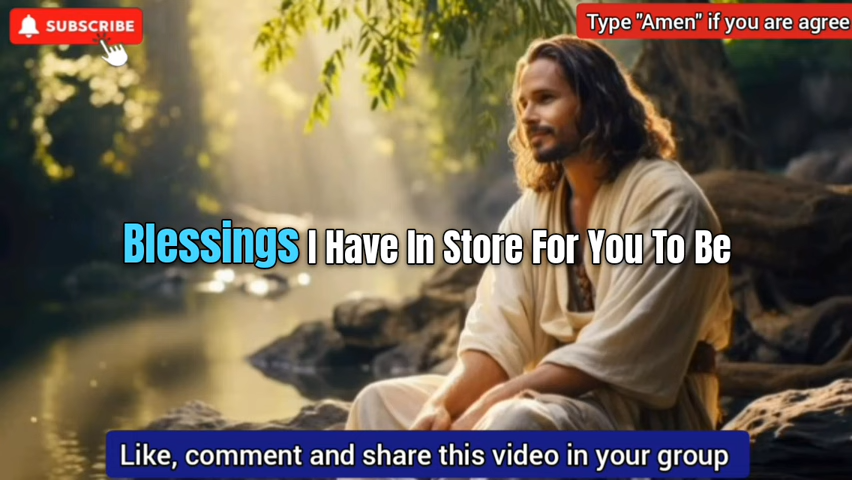 SUBSCRIBE
Type "Amen" if you are agree
Blessings I Have In Store For You To Be
Like, comment and share this video in your group